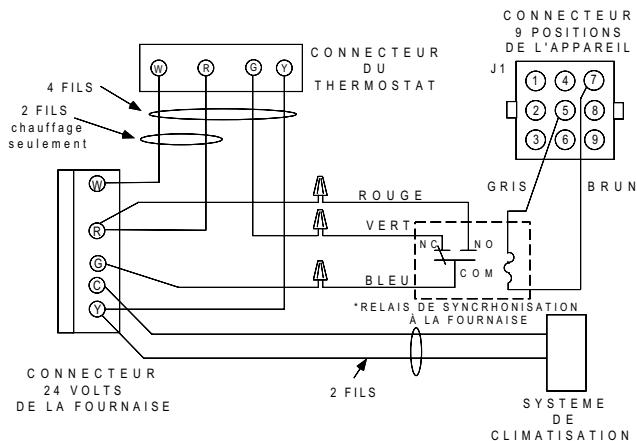 CONNECTEUR
9 POSITIONS
DE L'APPAREIL
J1
1 4 7
2 5 8
3 6 9
CONNECTEUR
DU
THERMOSTAT
W R G Y
4 FILS
2 FILS
chauffage
seulement
W
R
G
C
Y
ROUGE
VERT
BLEU
GRIS
BRUN
NC
NO
COM
*RELAIS DE SYNCRHONISATION
À LA FOURNAISE
2 FILS
CONNECTEUR
24 VOLTS
DE LA FOURNAISE
SYSTEME
DE
CLIMATISATION